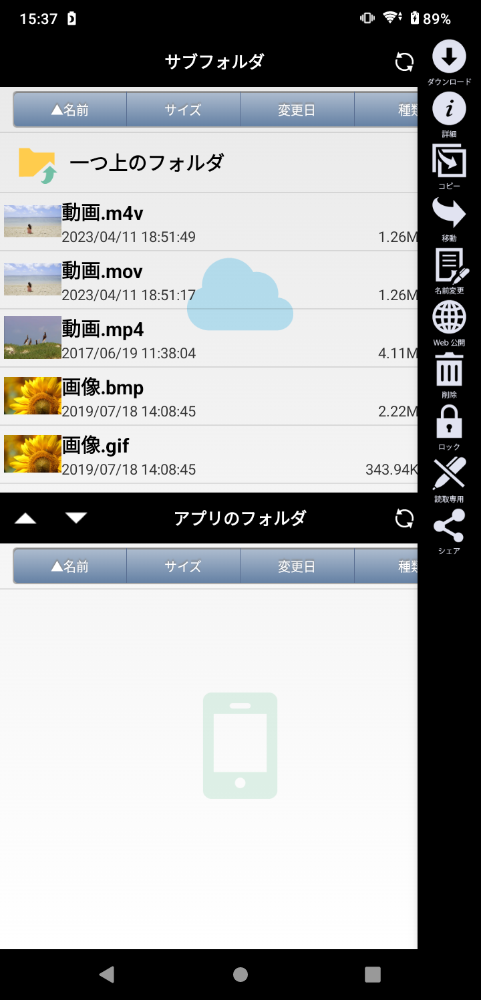 15:37
89%
サブフォルダ
▲名前 サイズ 変更日 種類
一つ上のフォルダ
動画.m4v
2023/04/11 18:51:49 1.26M
動画.mov
2023/04/11 18:51:17 1.26M
動画.mp4
2017/06/19 11:38:04 4.11M
画像.bmp
2019/07/18 14:08:45 2.22M
画像.gif
2019/07/18 14:08:45 343.94K
アプリのフォルダ
▲名前 サイズ 変更日 種類
ダウンロード
詳細
コピー
移動
名前変更
Web 公開
削除
ロック
読取専用
シェア